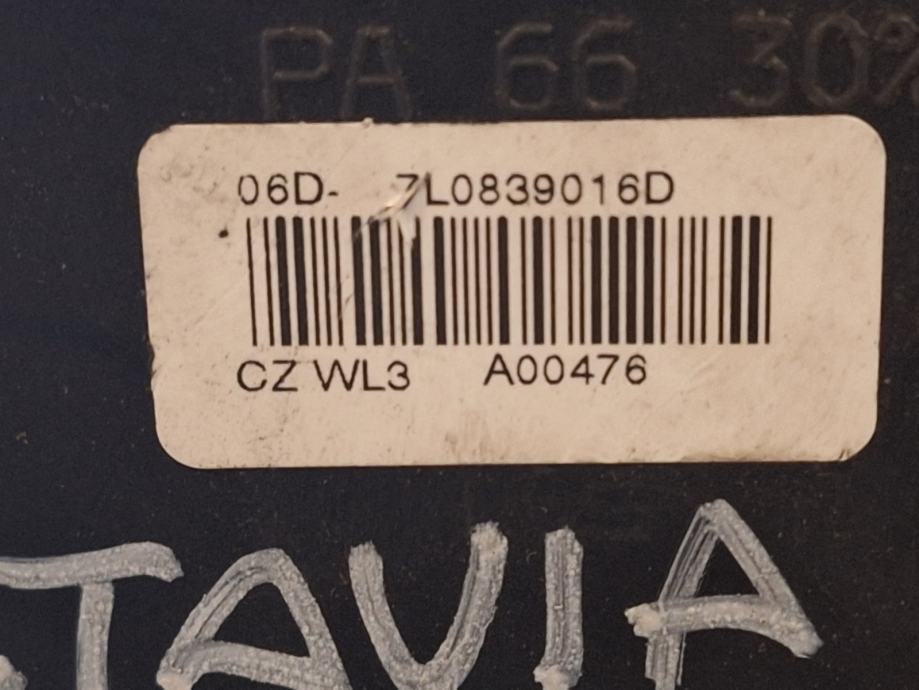 PA 66 30%
06D- 7L0839016D
CZ WL3 A00476
TAVIA